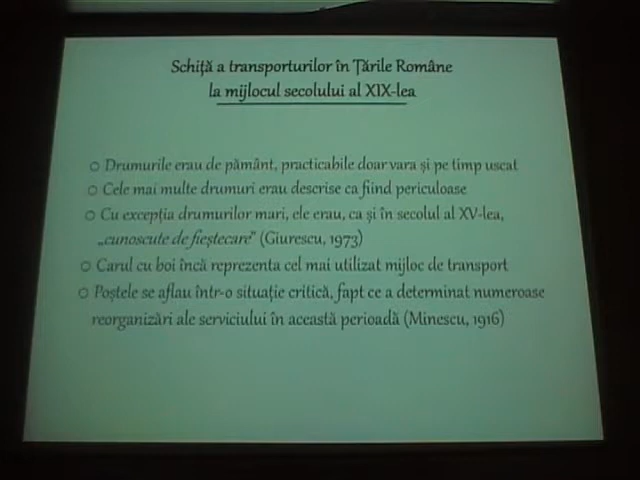 Schiță a transporturilor în Țările Române
la mijlocul secolului al XIX-lea
Drumurile erau de pământ, practicabile doar vara și pe timp uscat
Cele mai multe drumuri erau descrise ca fiind periculoase
Cu excepția drumurilor mari, ele erau, ca și în secolul al XV-lea,
„cunoscute de fieștecare" (Giurescu, 1973)
Carul cu boi încă reprezenta cel mai utilizat mijloc de transport
Poștele se aflau într-o situație critică, fapt ce a determinat numeroase
reorganizări ale serviciului în această perioadă (Minescu, 1916)